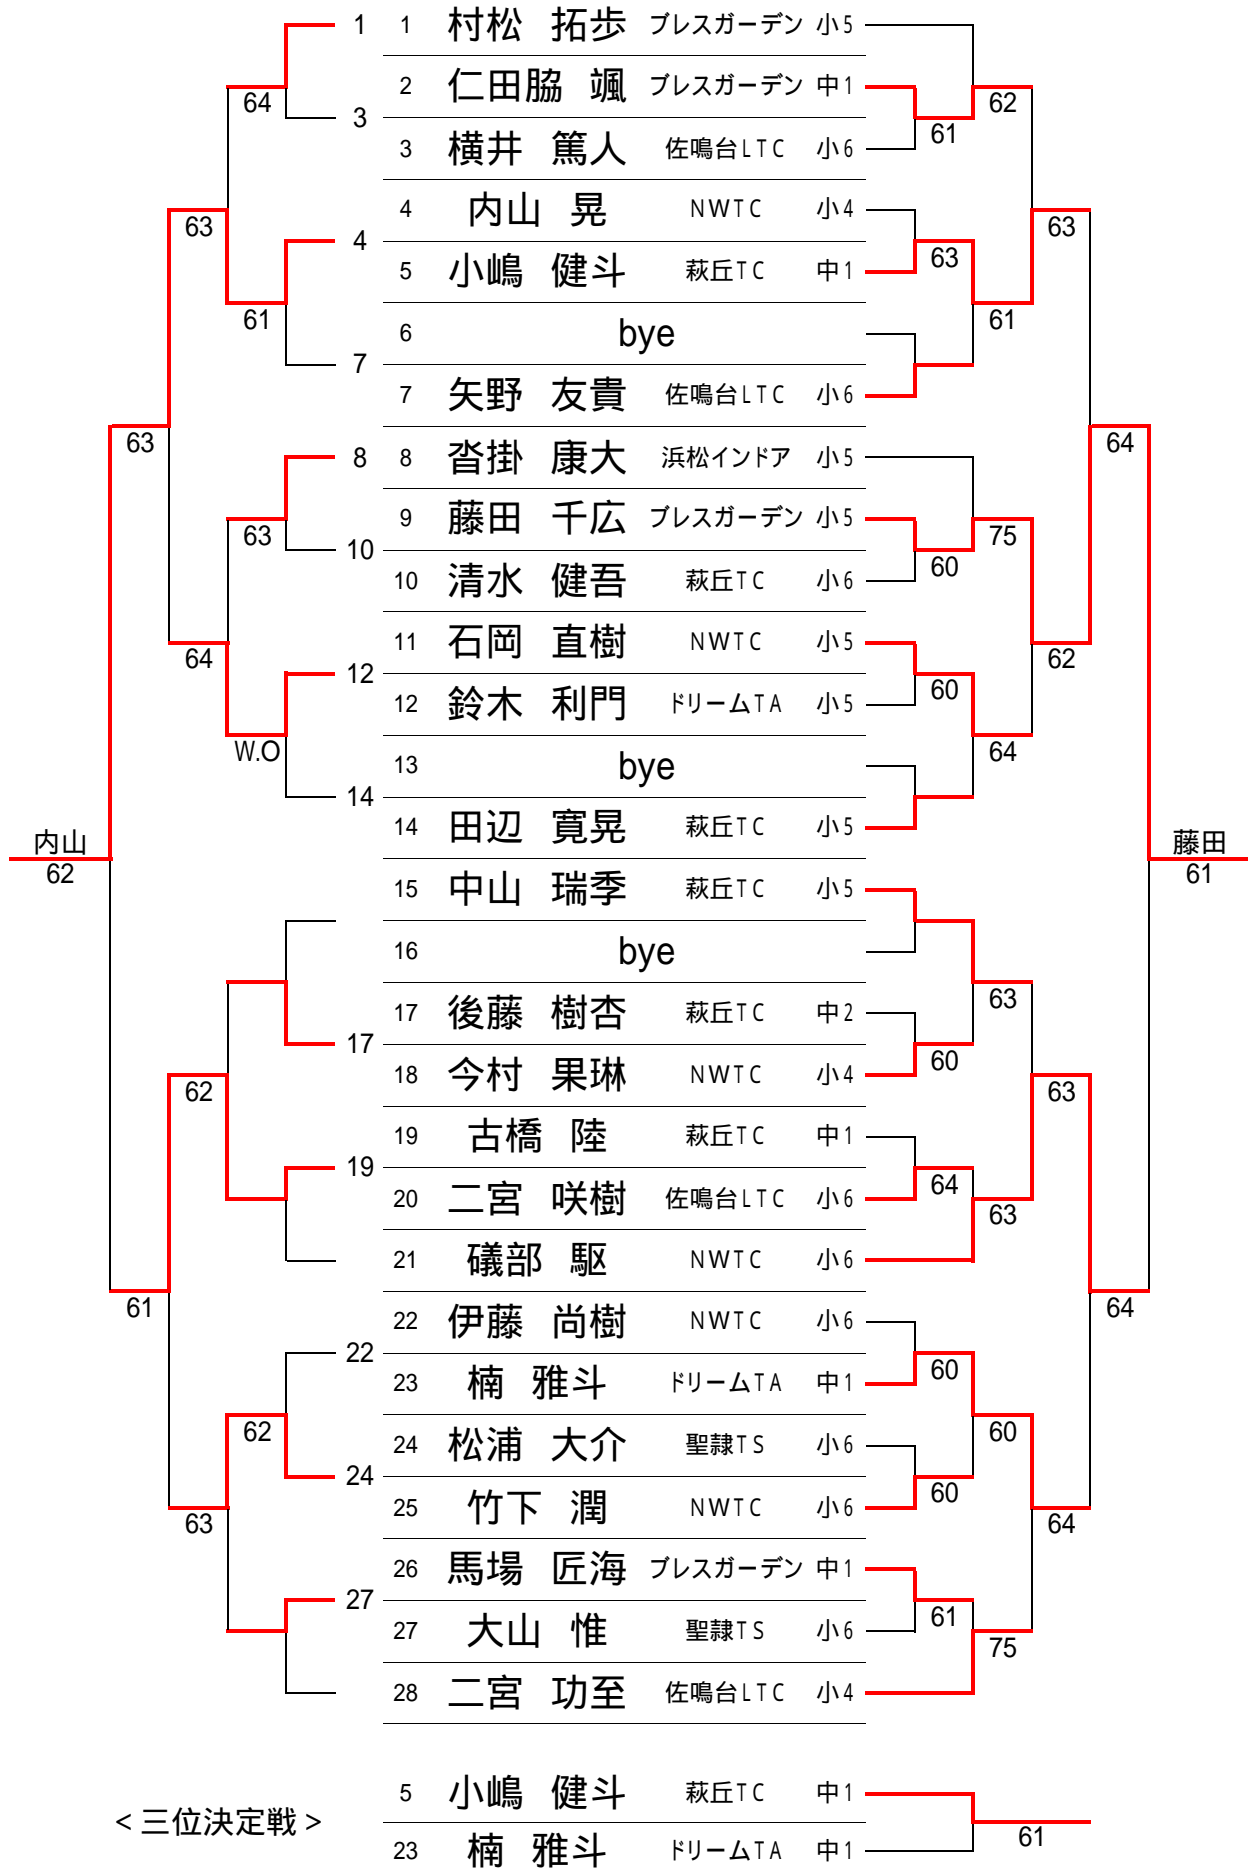 1 1 村松 拓歩 ブレスガーデン 小5
2 仁田脇 颯 ブレスガーデン 中1
64 62
3 61
3 横井 篤人 佐鳴台LTC 小6
4 内山 晃 NWTC 小4
63 63
4 63
5 小嶋 健斗 萩丘TC 中1
61 61
6 bye
7
7 矢野 友貴 佐鳴台LTC 小6
63 64
8 8 沓掛 康大 浜松インドア 小5
9 藤田 千広 ブレスガーデン 小5
63 75
10 60
10 清水 健吾 萩丘TC 小6
11 石岡 直樹 NWTC 小5
64 62
12 60
12 鈴木 利門 ドリームTA 小5
W.O 64
13 bye
14
14 田辺 寛晃 萩丘TC 小5
内山 藤田
62 61
15 中山 瑞季 萩丘TC 小5
16 bye
63
17 後藤 樹杏 萩丘TC 中2
17 60
18 今村 果琳 NWTC 小4
62 63
19 古橋 陸 萩丘TC 中1
19 64
20 二宮 咲樹 佐鳴台LTC 小6
63
21 礒部 駆 NWTC 小6
61 64
22 伊藤 尚樹 NWTC 小6
22 60
23 楠 雅斗 ドリームTA 中1
62 60
24 松浦 大介 聖隷TS 小6
24 60
25 竹下 潤 NWTC 小6
63 64
26 馬場 匠海 ブレスガーデン 中1
27 61
27 大山 惟 聖隷TS 小6
75
28 二宮 功至 佐鳴台LTC 小4
5 小嶋 健斗 萩丘TC 中1
<三位決定戦> 61
23 楠 雅斗 ドリームTA 中1